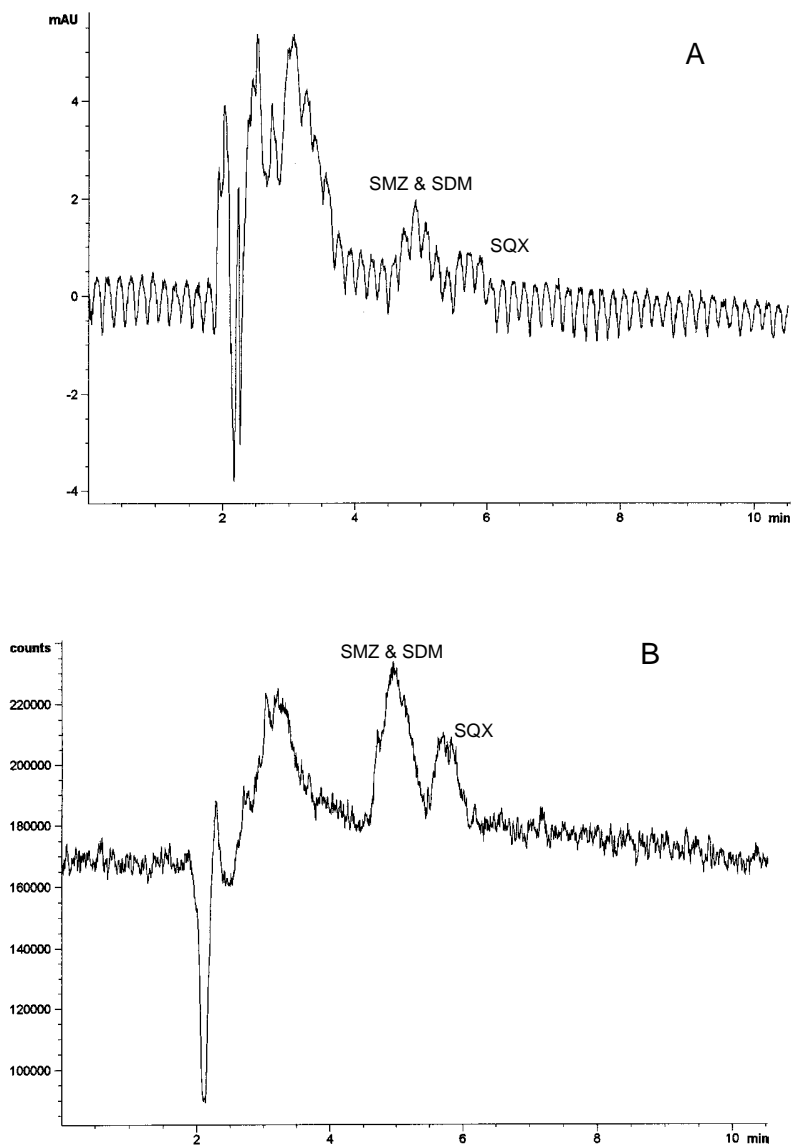 mAU
A
4
SMZ & SDM
2
SQX
0
-2
-4
2 4 6 8 10 min
counts
SMZ & SDM
B
220000
SQX
200000
180000
160000
140000
120000
100000
2 4 6 8 10 min